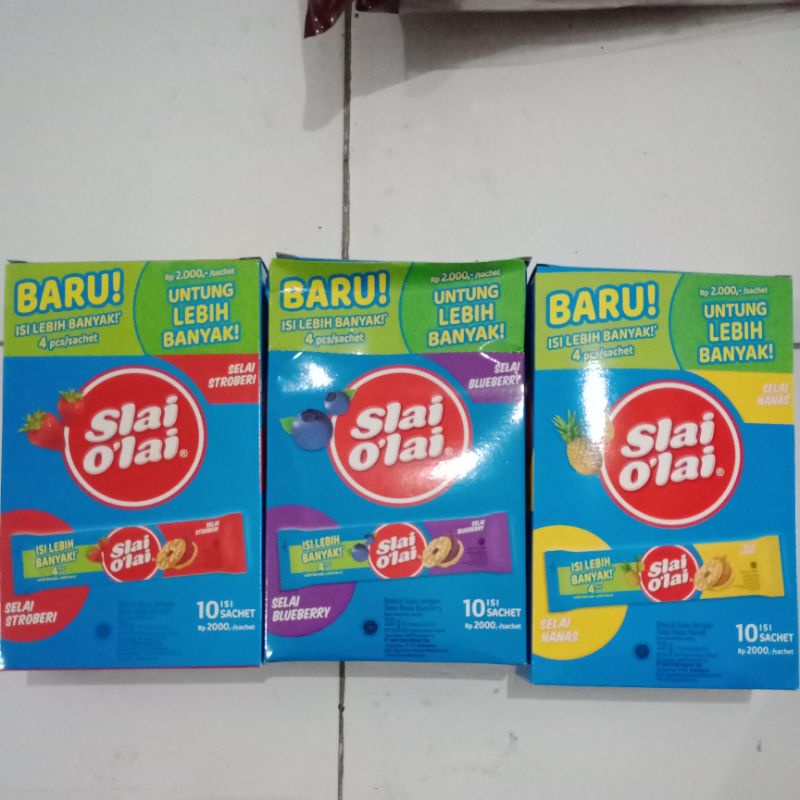 BARU!
ISI LEBIH BANYAK!*
4 pcs/sachet
Rp 2.000,-/sachet
UNTUNG
LEBIH
BANYAK!
SELAI
STROBERI
Slai
O'lai®
ISI LEBIH
BANYAK!*
4
Slai
O'lai
SELAI
STROBERI
SELAI
STROBERI
10 ISI
SACHET
Rp 2000,-/sachet
BARU!
ISI LEBIH BANYAK!*
4 pcs/sachet
Rp 2.000,-/sachet
UNTUNG
LEBIH
BANYAK!
SELAI
BLUEBERRY
Slai
O'lai®
ISI LEBIH
BANYAK!*
4
Slai
O'lai
SELAI
BLUEBERRY
SELAI
BLUEBERRY
10 ISI
SACHET
Rp 2000,-/sachet
BARU!
ISI LEBIH BANYAK!*
4 pcs/sachet
Rp 2.000,-/sachet
UNTUNG
LEBIH
BANYAK!
SELAI
NANAS
Slai
O'lai®
ISI LEBIH
BANYAK!*
4
Slai
O'lai
SELAI
NANAS
10 ISI
SACHET
Rp 2000,-/sachet